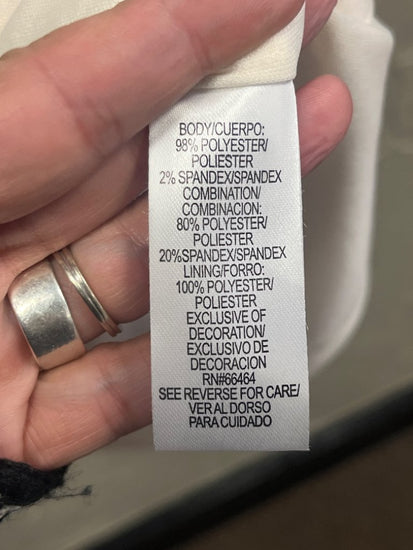 BODY/CUERPO:
98% POLYESTER/
POLIESTER
2% SPANDEX/SPANDEX
COMBINATION/
COMBINACION:
80% POLYESTER/
POLIESTER
20%SPANDEX/SPANDEX
LINING/FORRO:
100% POLYESTER/
POLIESTER
EXCLUSIVE OF
DECORATION/
EXCLUSIVO DE
DECORACION
RN#66464
SEE REVERSE FOR CARE/
VER AL DORSO
PARA CUIDADO